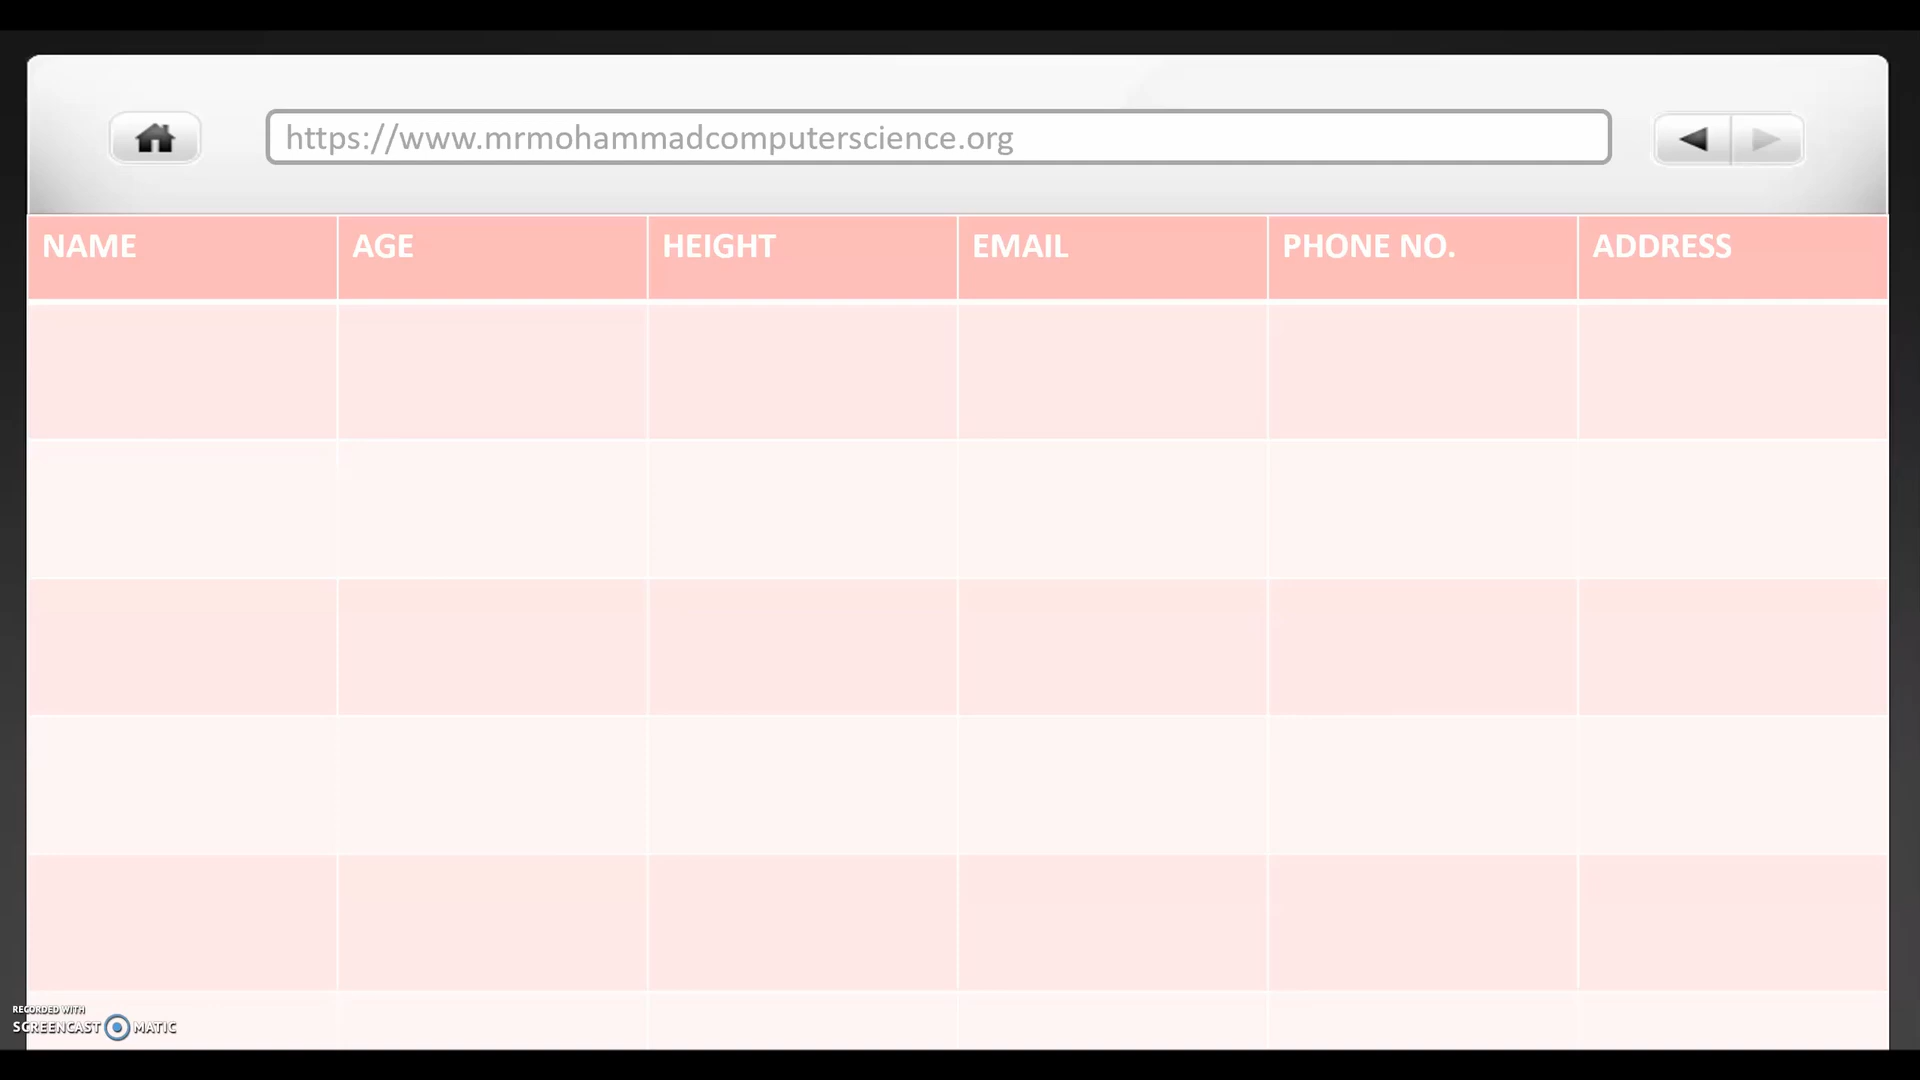 https://www.mrmohammadcomputerscience.org
NAME AGE HEIGHT EMAIL PHONE NO. ADDRESS
RECORDED WITH
SCREENCAST MATIC